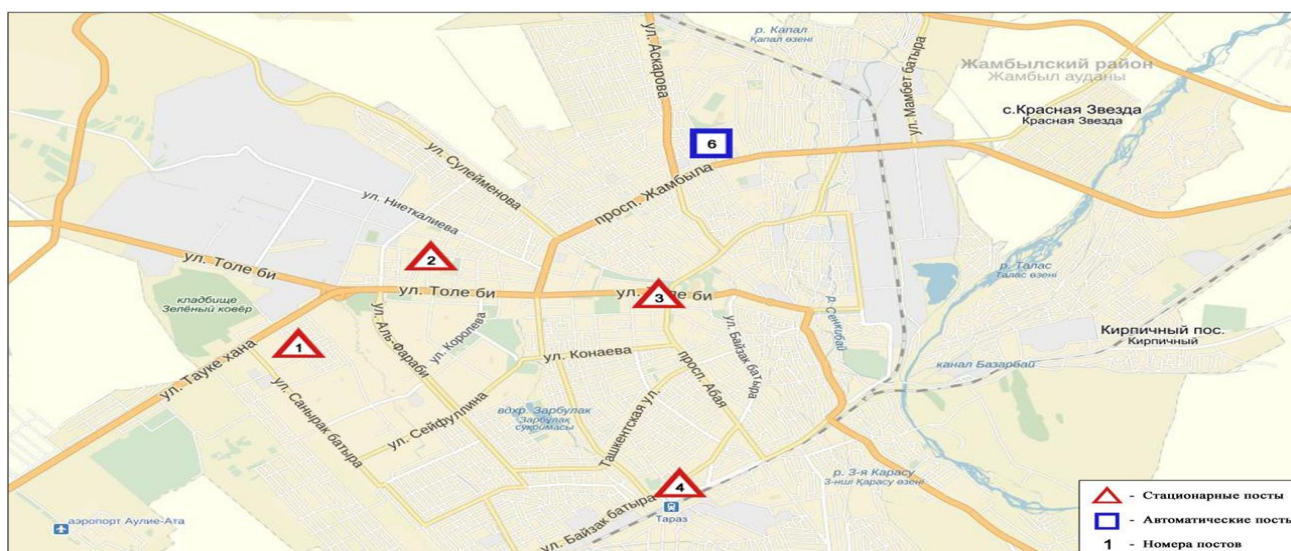 ул. Аскарова
р. Капал
Қапал өзені
ул. Мамбет батыра
Жамбылский район
Жамбыл ауданы
с.Красная Звезда
Красная Звезда
6
ул. Сулейменова
просп. Жамбыла
ул. Ниеткалиева
2
ул. Толе би
ул. Толе би
ул. Толе би
3
р. Талас
Талас өзені
кладбище
Зелёный ковёр
1
ул. Тауке хана
ул. Аль-Фараби
ул. Королева
ул. Конаева
просп. Абая
ул. Байзак батыра
р. Сенкибай
Кирпичный пос.
Кирпичный
канал Базарбай
ул. Санырак батыра
ул. Сейфуллина
вдхр. Зарбулак
Зарбұлақ
суқоймасы
Ташкентская ул.
4
Тараз
ул. Байзак батыра
р. 3-я Карасу
3-нші Қарасу өзені
аэропорт Аулие-Ата
- Стационарные посты
- Автоматические посты
1 - Номера постов